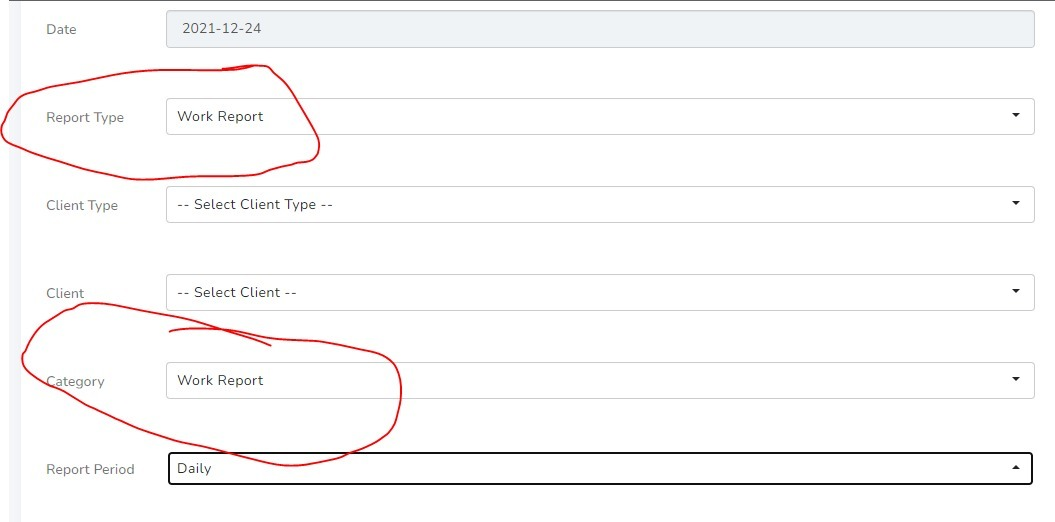 Date 2021-12-24
Report Type Work Report
Client Type -- Select Client Type --
Client -- Select Client --
Category Work Report
Report Period Daily